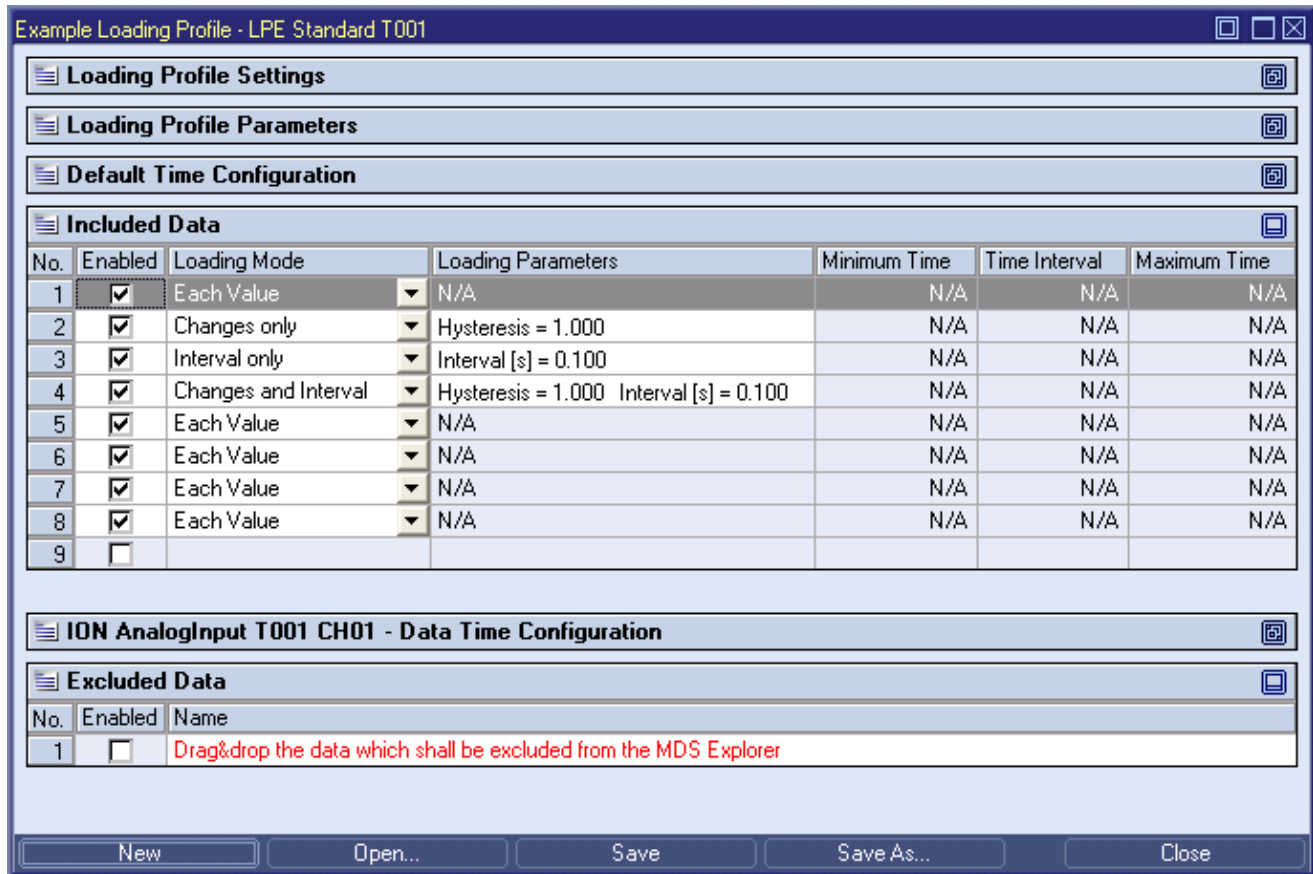 Example Loading Profile - LPE Standard T001
Loading Profile Settings
Loading Profile Parameters
Default Time Configuration
Included Data
No. Enabled Loading Mode Loading Parameters Minimum Time Time Interval Maximum Time
1 Each Value N/A N/A N/A N/A
2 Changes only Hysteresis = 1.000 N/A N/A N/A
3 Interval only Interval [s] = 0.100 N/A N/A N/A
4 Changes and Interval Hysteresis = 1.000 Interval [s] = 0.100 N/A N/A N/A
5 Each Value N/A N/A N/A N/A
6 Each Value N/A N/A N/A N/A
7 Each Value N/A N/A N/A N/A
8 Each Value N/A N/A N/A N/A
9
ION AnalogInput T001 CH01 - Data Time Configuration
Excluded Data
No. Enabled Name
1 Drag&drop the data which shall be excluded from the MDS Explorer
New Open... Save Save As... Close